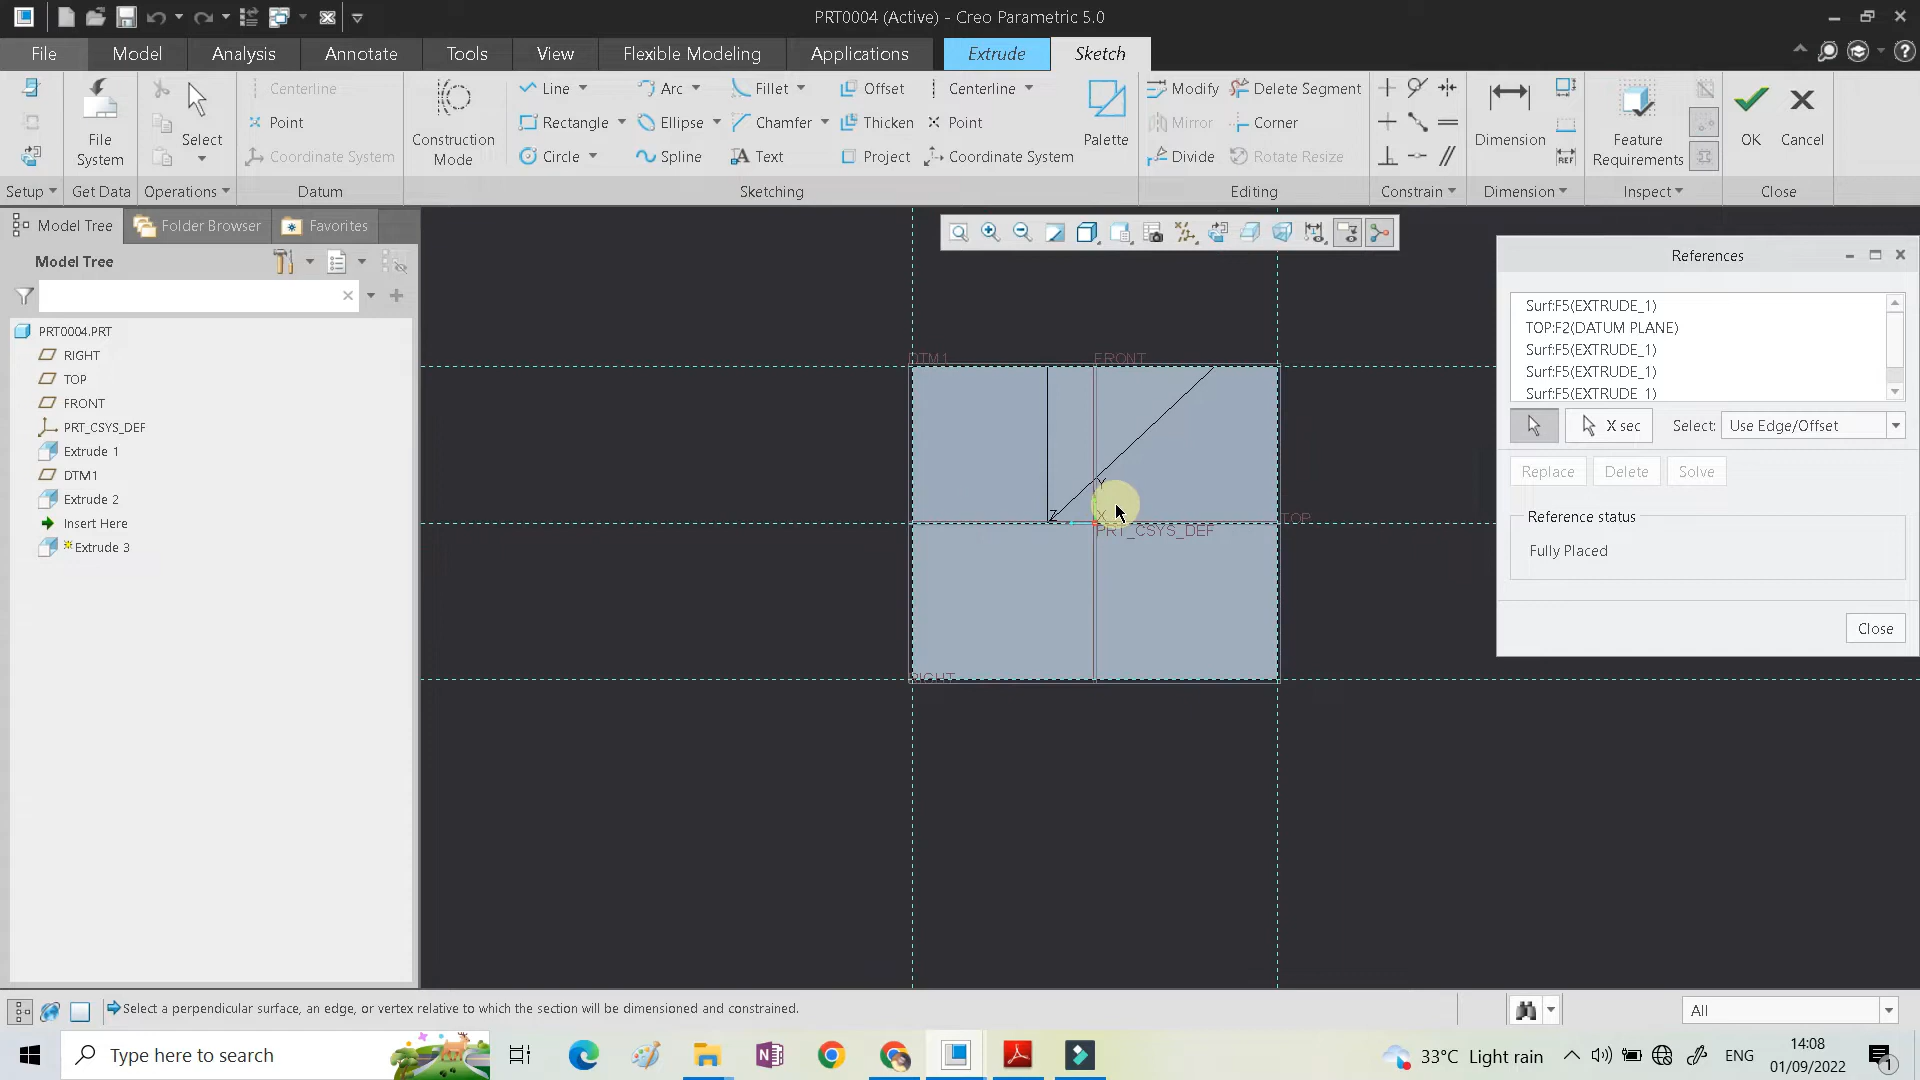 PRT0004 (Active) - Creo Parametric 5.0
File Model Analysis Annotate Tools View Flexible Modeling Applications Extrude Sketch
Centerline
Point
Coordinate System
File System
Select
Construction Mode
Line Arc Fillet Offset Centerline
Rectangle Ellipse Chamfer Thicken Point
Circle Spline Text Project Coordinate System
Palette
Modify Delete Segment
Mirror Corner
Divide Rotate Resize
Dimension
REF
Feature Requirements
OK Cancel
Setup Get Data Operations Datum Sketching Editing Constrain Dimension Inspect Close
Model Tree Folder Browser Favorites
Model Tree
PRT0004.PRT
RIGHT
TOP
FRONT
PRT_CSYS_DEF
Extrude 1
DTM1
Extrude 2
Insert Here
Extrude 3
DTM1 FRONT
Y
Z X
TOP
PRT_CSYS_DEF
RIGHT
References
Surf:F5(EXTRUDE_1)
TOP:F2(DATUM PLANE)
Surf:F5(EXTRUDE_1)
Surf:F5(EXTRUDE_1)
Surf:F5(EXTRUDE_1)
X sec Select: Use Edge/Offset
Replace Delete Solve
Reference status
Fully Placed
Close
Select a perpendicular surface, an edge, or vertex relative to which the section will be dimensioned and constrained.
All
Type here to search
33°C Light rain
ENG
14:08
01/09/2022
1